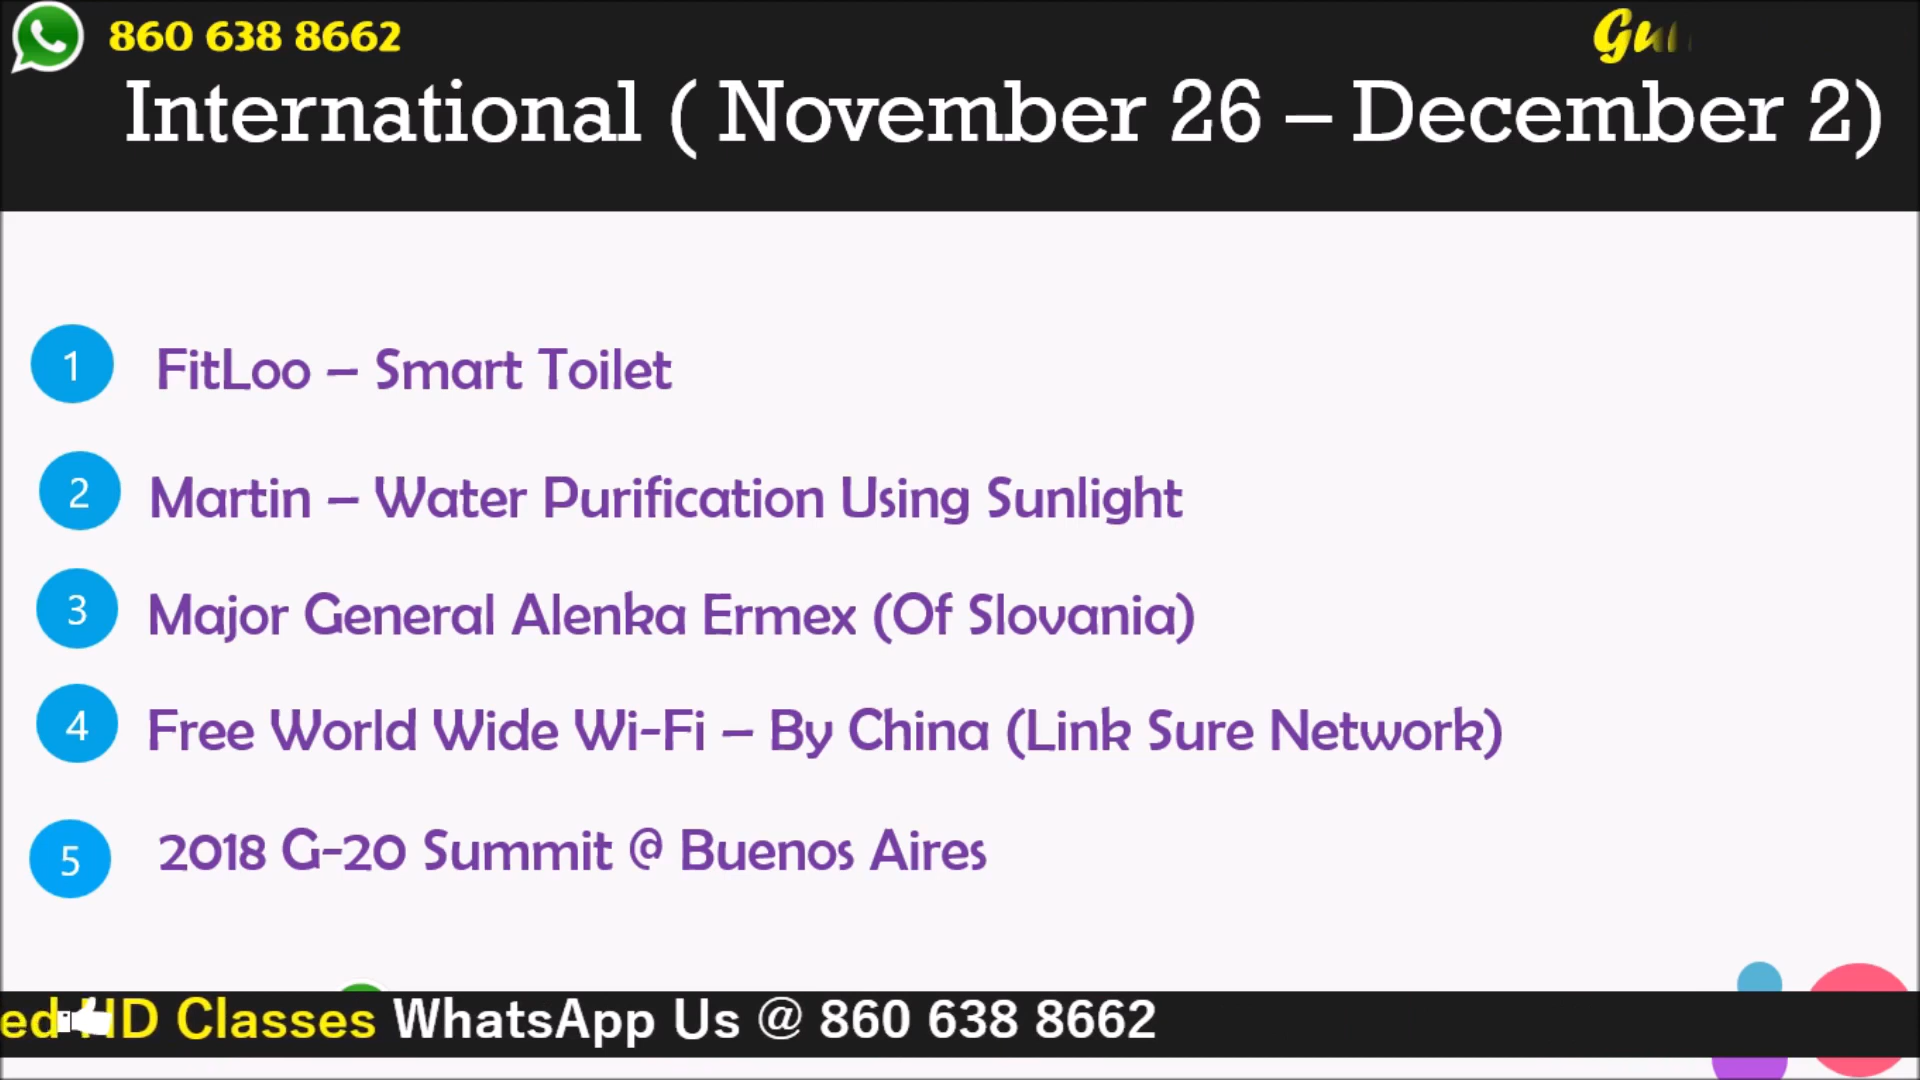 860 638 8662
International ( November 26 – December 2)
1 FitLoo – Smart Toilet
2 Martin – Water Purification Using Sunlight
3 Major General Alenka Ermex (Of Slovania)
4 Free World Wide Wi-Fi – By China (Link Sure Network)
5 2018 G-20 Summit @ Buenos Aires
HD Classes WhatsApp Us @ 860 638 8662